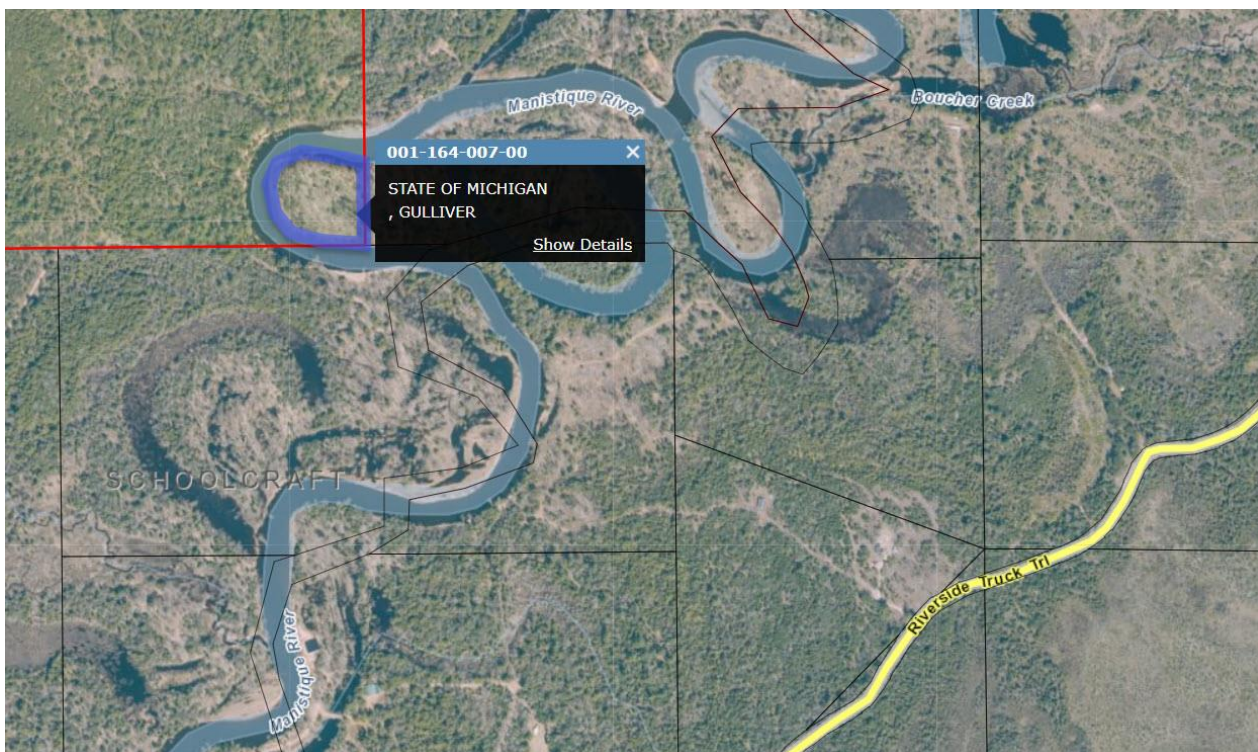 Manistique River
Boucher Creek
001-164-007-00 ×
STATE OF MICHIGAN
, GULLIVER
Show Details
SCHOOLCRAFT
Riverside Truck Trl
Manistique River